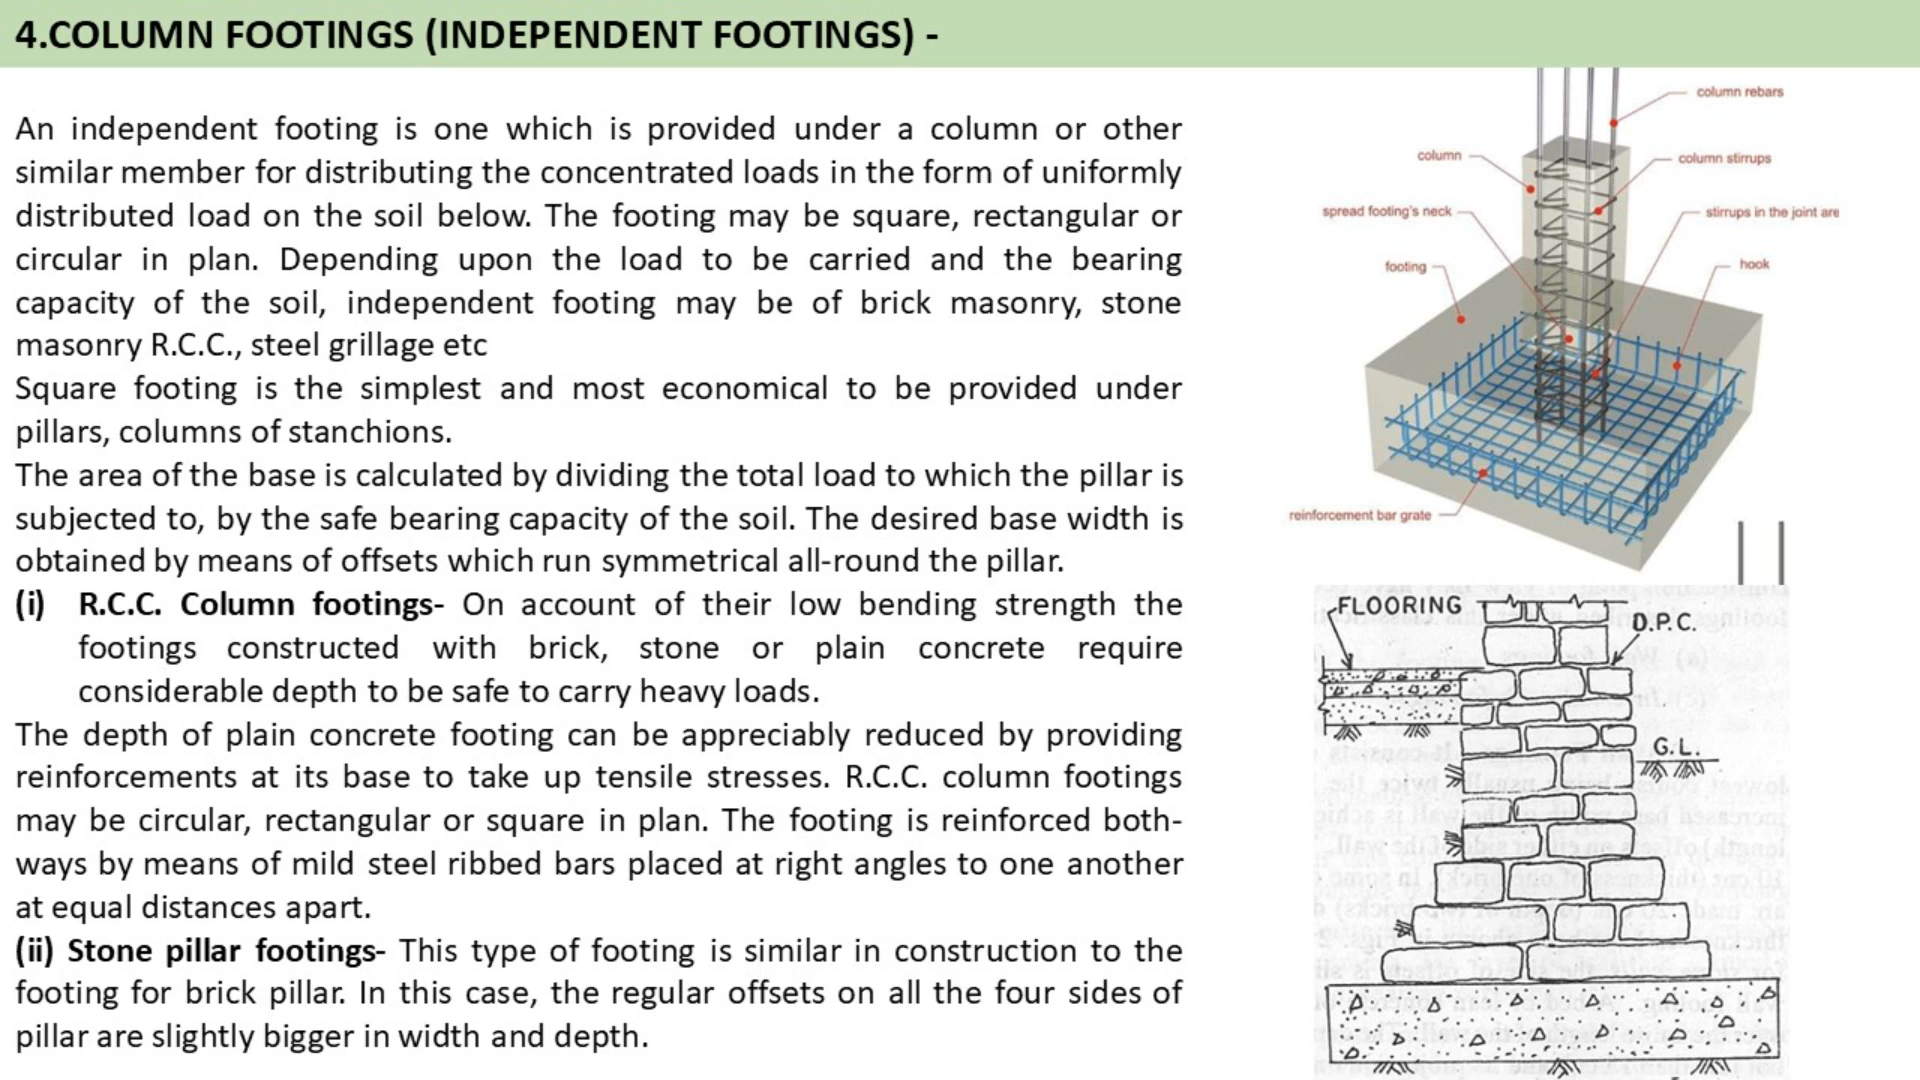 4.COLUMN FOOTINGS (INDEPENDENT FOOTINGS) -
An independent footing is one which is provided under a column or other
similar member for distributing the concentrated loads in the form of uniformly
distributed load on the soil below. The footing may be square, rectangular or
circular in plan. Depending upon the load to be carried and the bearing
capacity of the soil, independent footing may be of brick masonry, stone
masonry R.C.C., steel grillage etc
Square footing is the simplest and most economical to be provided under
pillars, columns of stanchions.
The area of the base is calculated by dividing the total load to which the pillar is
subjected to, by the safe bearing capacity of the soil. The desired base width is
obtained by means of offsets which run symmetrical all-round the pillar.
(i) R.C.C. Column footings- On account of their low bending strength the
footings constructed with brick, stone or plain concrete require
considerable depth to be safe to carry heavy loads.
The depth of plain concrete footing can be appreciably reduced by providing
reinforcements at its base to take up tensile stresses. R.C.C. column footings
may be circular, rectangular or square in plan. The footing is reinforced both-
ways by means of mild steel ribbed bars placed at right angles to one another
at equal distances apart.
(ii) Stone pillar footings- This type of footing is similar in construction to the
footing for brick pillar. In this case, the regular offsets on all the four sides of
pillar are slightly bigger in width and depth.
column rebars
column
column stirrups
spread footing's neck
stirrups in the joint are
footing
hook
reinforcement bar grate
FLOORING
D.P.C.
G.L.